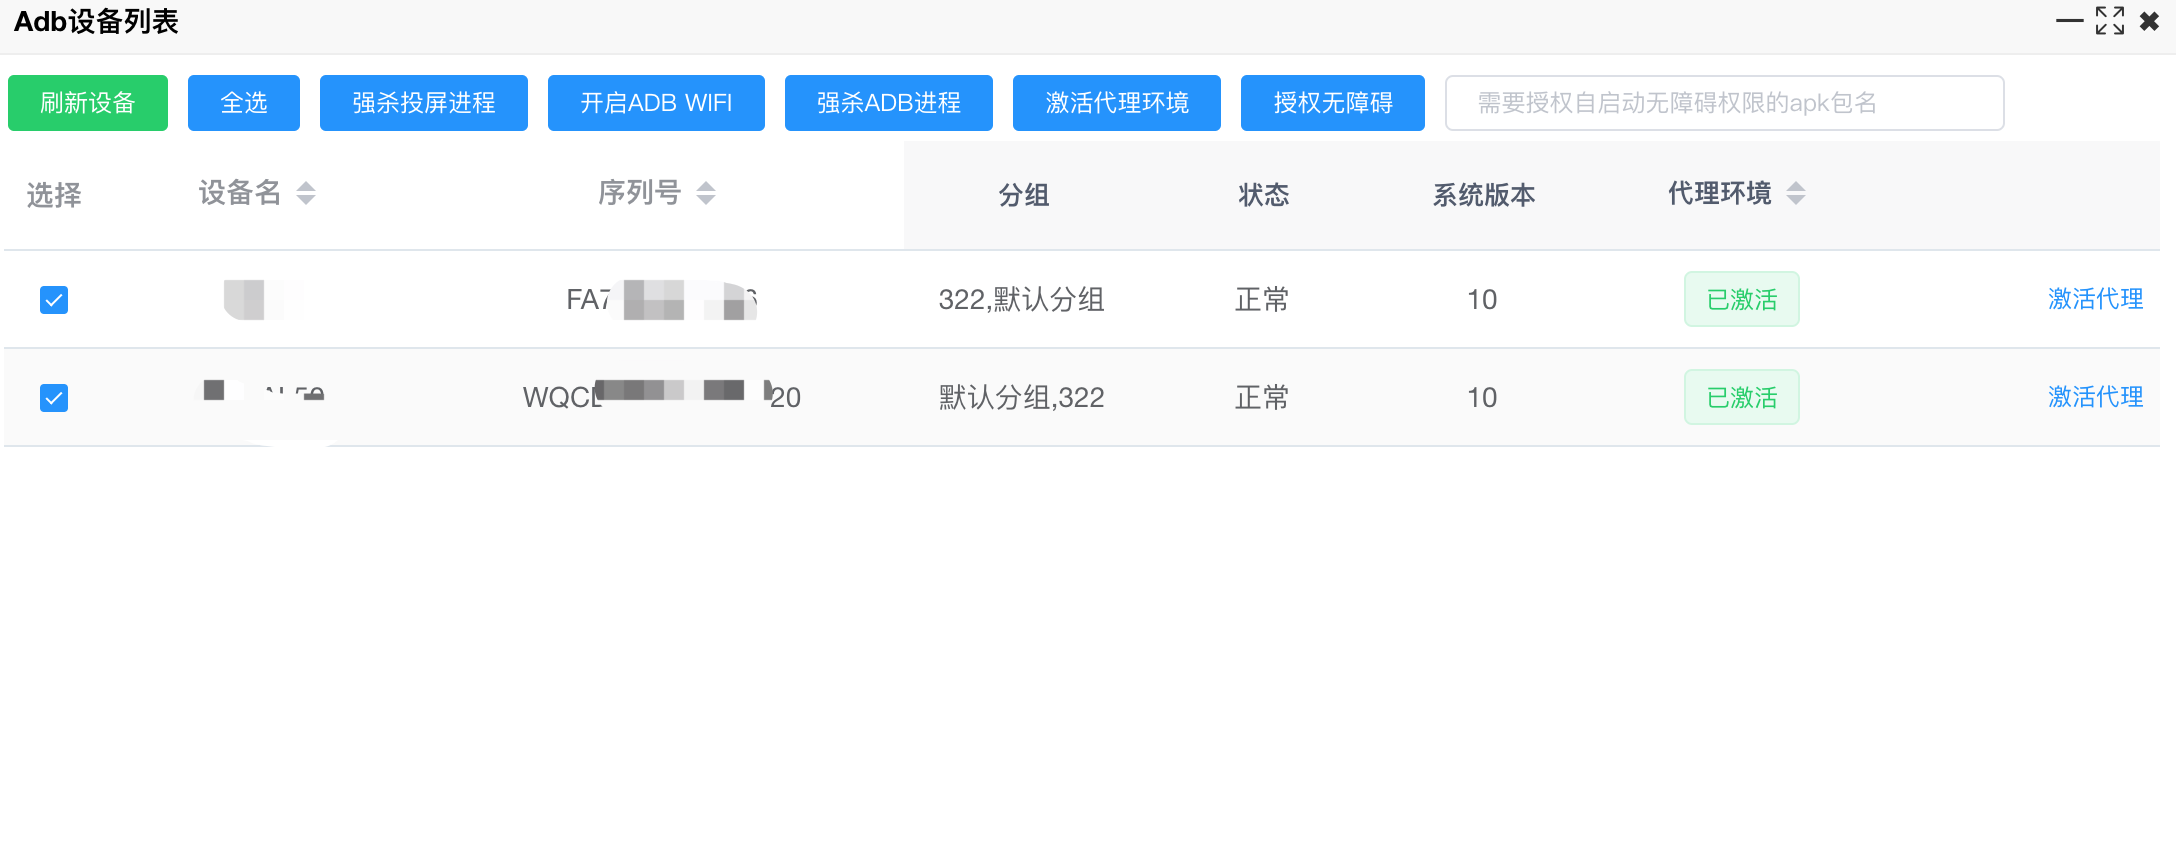 Adb设备列表
刷新设备 全选 强杀投屏进程 开启ADB WIFI 强杀ADB进程 激活代理环境 授权无障碍 需要授权自启动无障碍权限的apk包名
选择 设备名 序列号 分组 状态 系统版本 代理环境
FA7 322,默认分组 正常 10 已激活 激活代理
WQC 20 默认分组,322 正常 10 已激活 激活代理